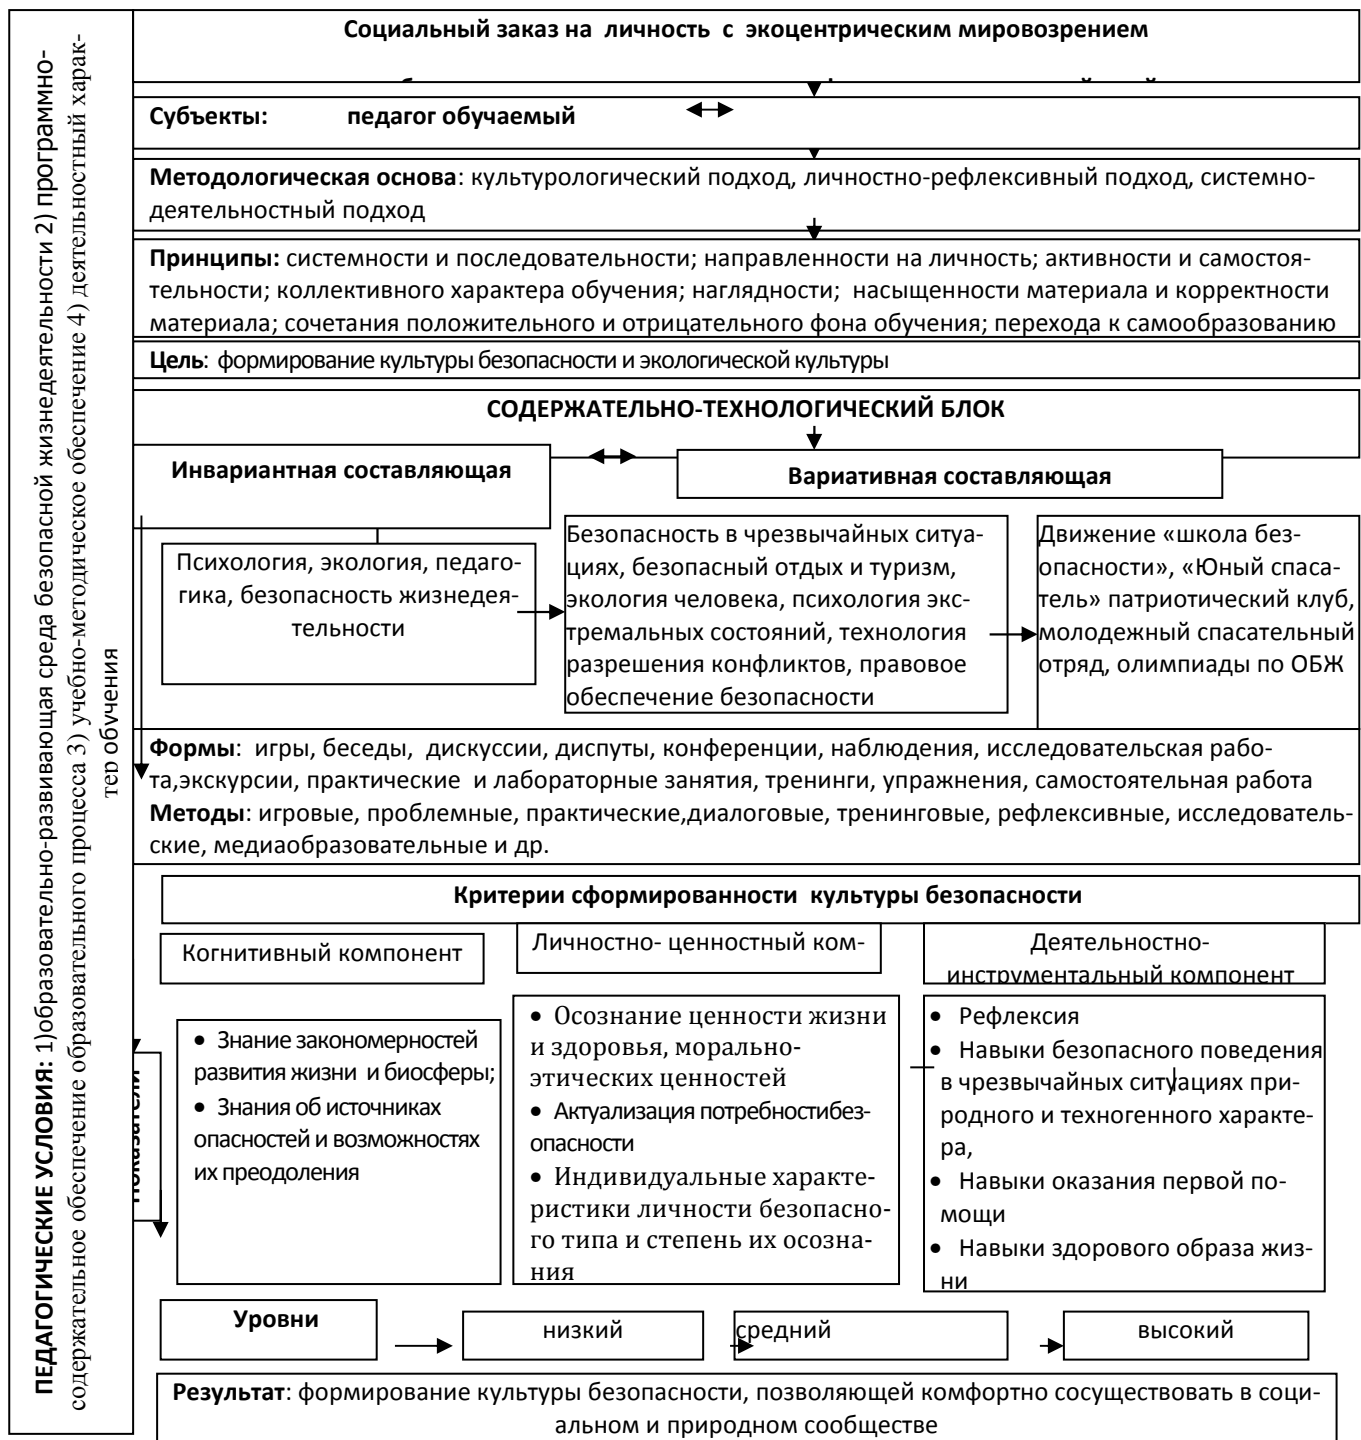 ПЕДАГОГИЧЕСКИЕ УСЛОВИЯ: 1)образовательно-развивающая среда безопасной жизнедеятельности 2) программно-
содержательное обеспечение образовательного процесса 3) учебно-методическое обеспечение 4) деятельностный харак-
тер обучения
Социальный заказ на личность с экоцентрическим мировозрением
Субъекты: педагог обучаемый
Методологическая основа: культурологический подход, личностно-рефлексивный подход, системно-
деятельностный подход
Принципы: системности и последовательности; направленности на личность; активности и самостоя-
тельности; коллективного характера обучения; наглядности; насыщенности материала и корректности
материала; сочетания положительного и отрицательного фона обучения; перехода к самообразованию
Цель: формирование культуры безопасности и экологической культуры
СОДЕРЖАТЕЛЬНО-ТЕХНОЛОГИЧЕСКИЙ БЛОК
Инвариантная составляющая
Вариативная составляющая
Психология, экология, педаго-
гика, безопасность жизнедея-
тельности
Безопасность в чрезвычайных ситуа-
циях, безопасный отдых и туризм,
экология человека, психология экс-
тремальных состояний, технология
разрешения конфликтов, правовое
обеспечение безопасности
Движение «школа без-
опасности», «Юный спаса-
тель» патриотический клуб,
молодежный спасательный
отряд, олимпиады по ОБЖ
Формы: игры, беседы, дискуссии, диспуты, конференции, наблюдения, исследовательская рабо-
та,экскурсии, практические и лабораторные занятия, тренинги, упражнения, самостоятельная работа
Методы: игровые, проблемные, практические,диалоговые, тренинговые, рефлексивные, исследователь-
ские, медиаобразовательные и др.
Критерии сформированности культуры безопасности
Когнитивный компонент
Личностно- ценностный ком-
Деятельностно-
инструментальный компонент
Показатели
• Знание закономерностей
развития жизни и биосферы;
• Знания об источниках
опасностей и возможностях
их преодоления
• Осознание ценности жизни
и здоровья, морально-
этических ценностей
• Актуализация потребностибез-
опасности
• Индивидуальные характе-
ристики личности безопасно-
го типа и степень их осозна-
ния
• Рефлексия
• Навыки безопасного поведения
в чрезвычайных ситуациях при-
родного и техногенного характе-
ра,
• Навыки оказания первой по-
мощи
• Навыки здорового образа жиз-
ни
Уровни
низкий
средний
высокий
Результат: формирование культуры безопасности, позволяющей комфортно сосуществовать в соци-
альном и природном сообществе